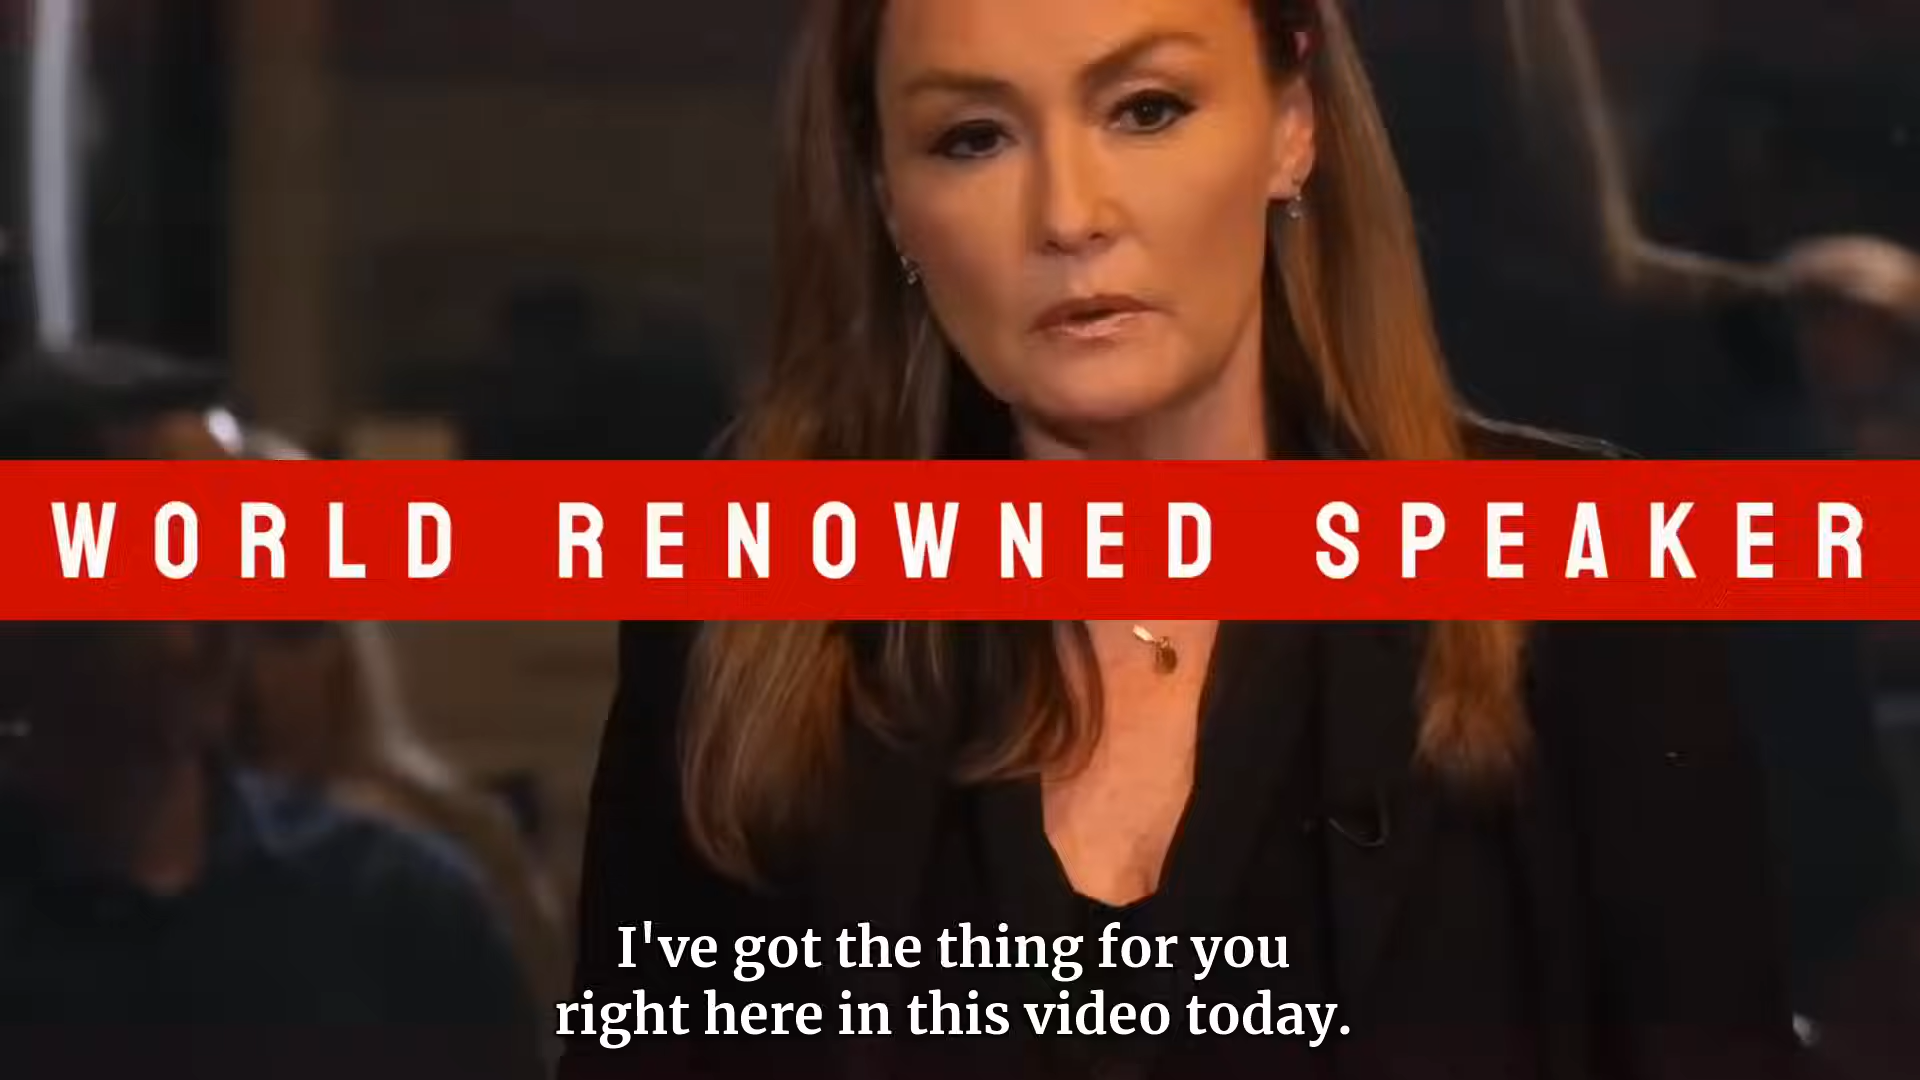 WORLD RENOWNED SPEAKER
I've got the thing for you
right here in this video today.